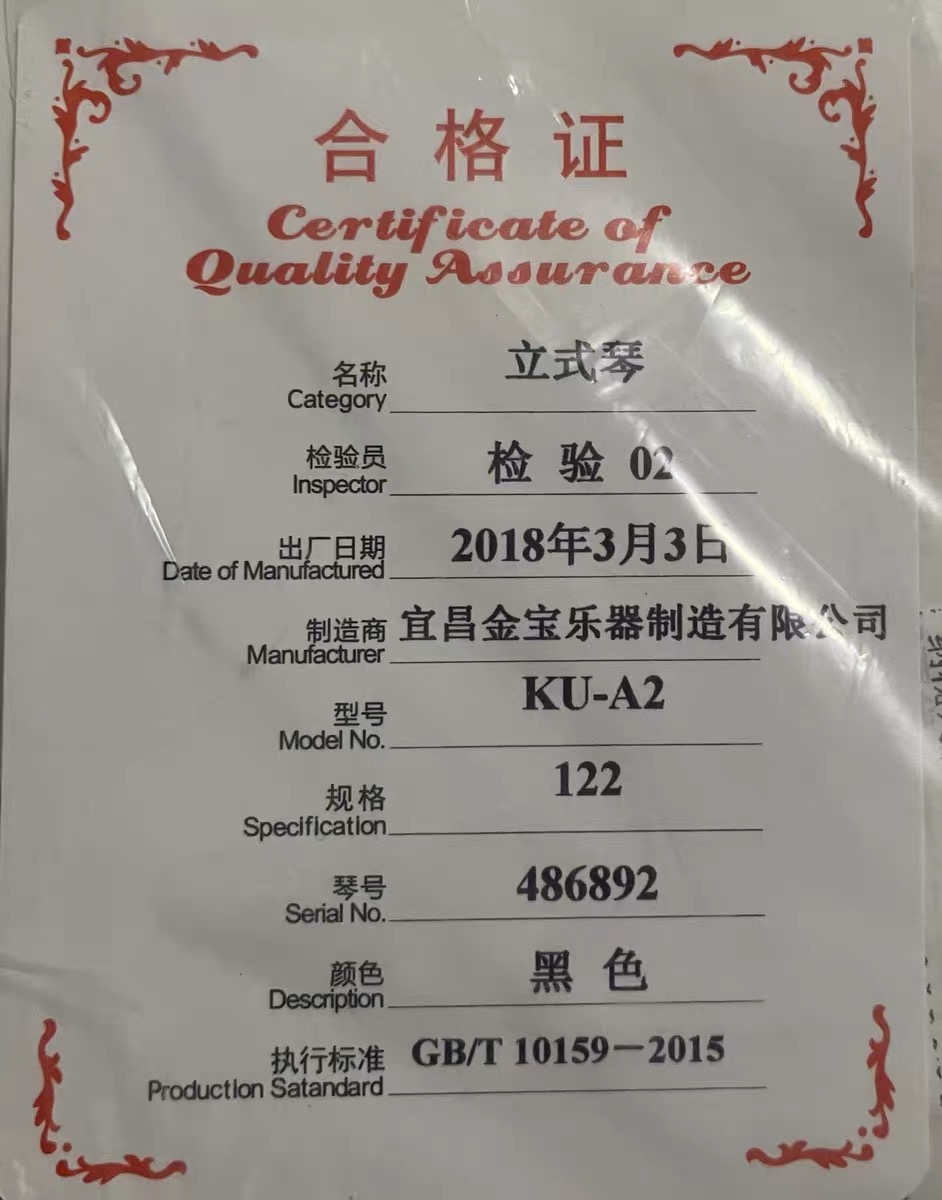 合格证
Certificate of
Quality Assurance
名称
Category
立式琴
检验员
Inspector
检 验 02
出厂日期
Date of Manufactured
2018年3月3日
制造商
Manufacturer
宜昌金宝乐器制造有限公司
型号
Model No.
KU-A2
规格
Specification
122
琴号
Serial No.
486892
颜色
Description
黑 色
执行标准
Production Satandard
GB/T 10159－2015